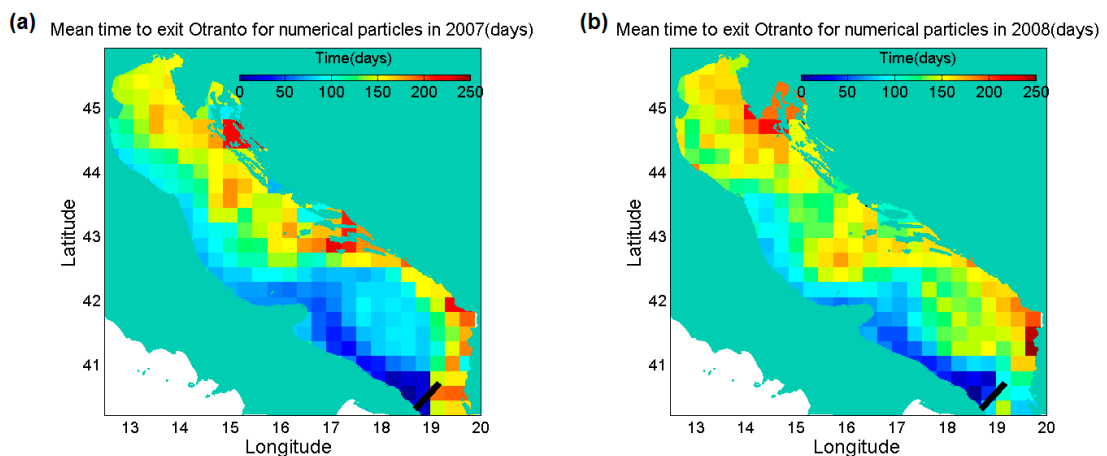 (a) Mean time to exit Otranto for numerical particles in 2007(days)
Time(days)
0 50 100 150 200 250
45
44
43
42
41
Latitude
13 14 15 16 17 18 19 20
Longitude
(b) Mean time to exit Otranto for numerical particles in 2008(days)
Time(days)
0 50 100 150 200 250
45
44
43
42
41
Latitude
13 14 15 16 17 18 19 20
Longitude